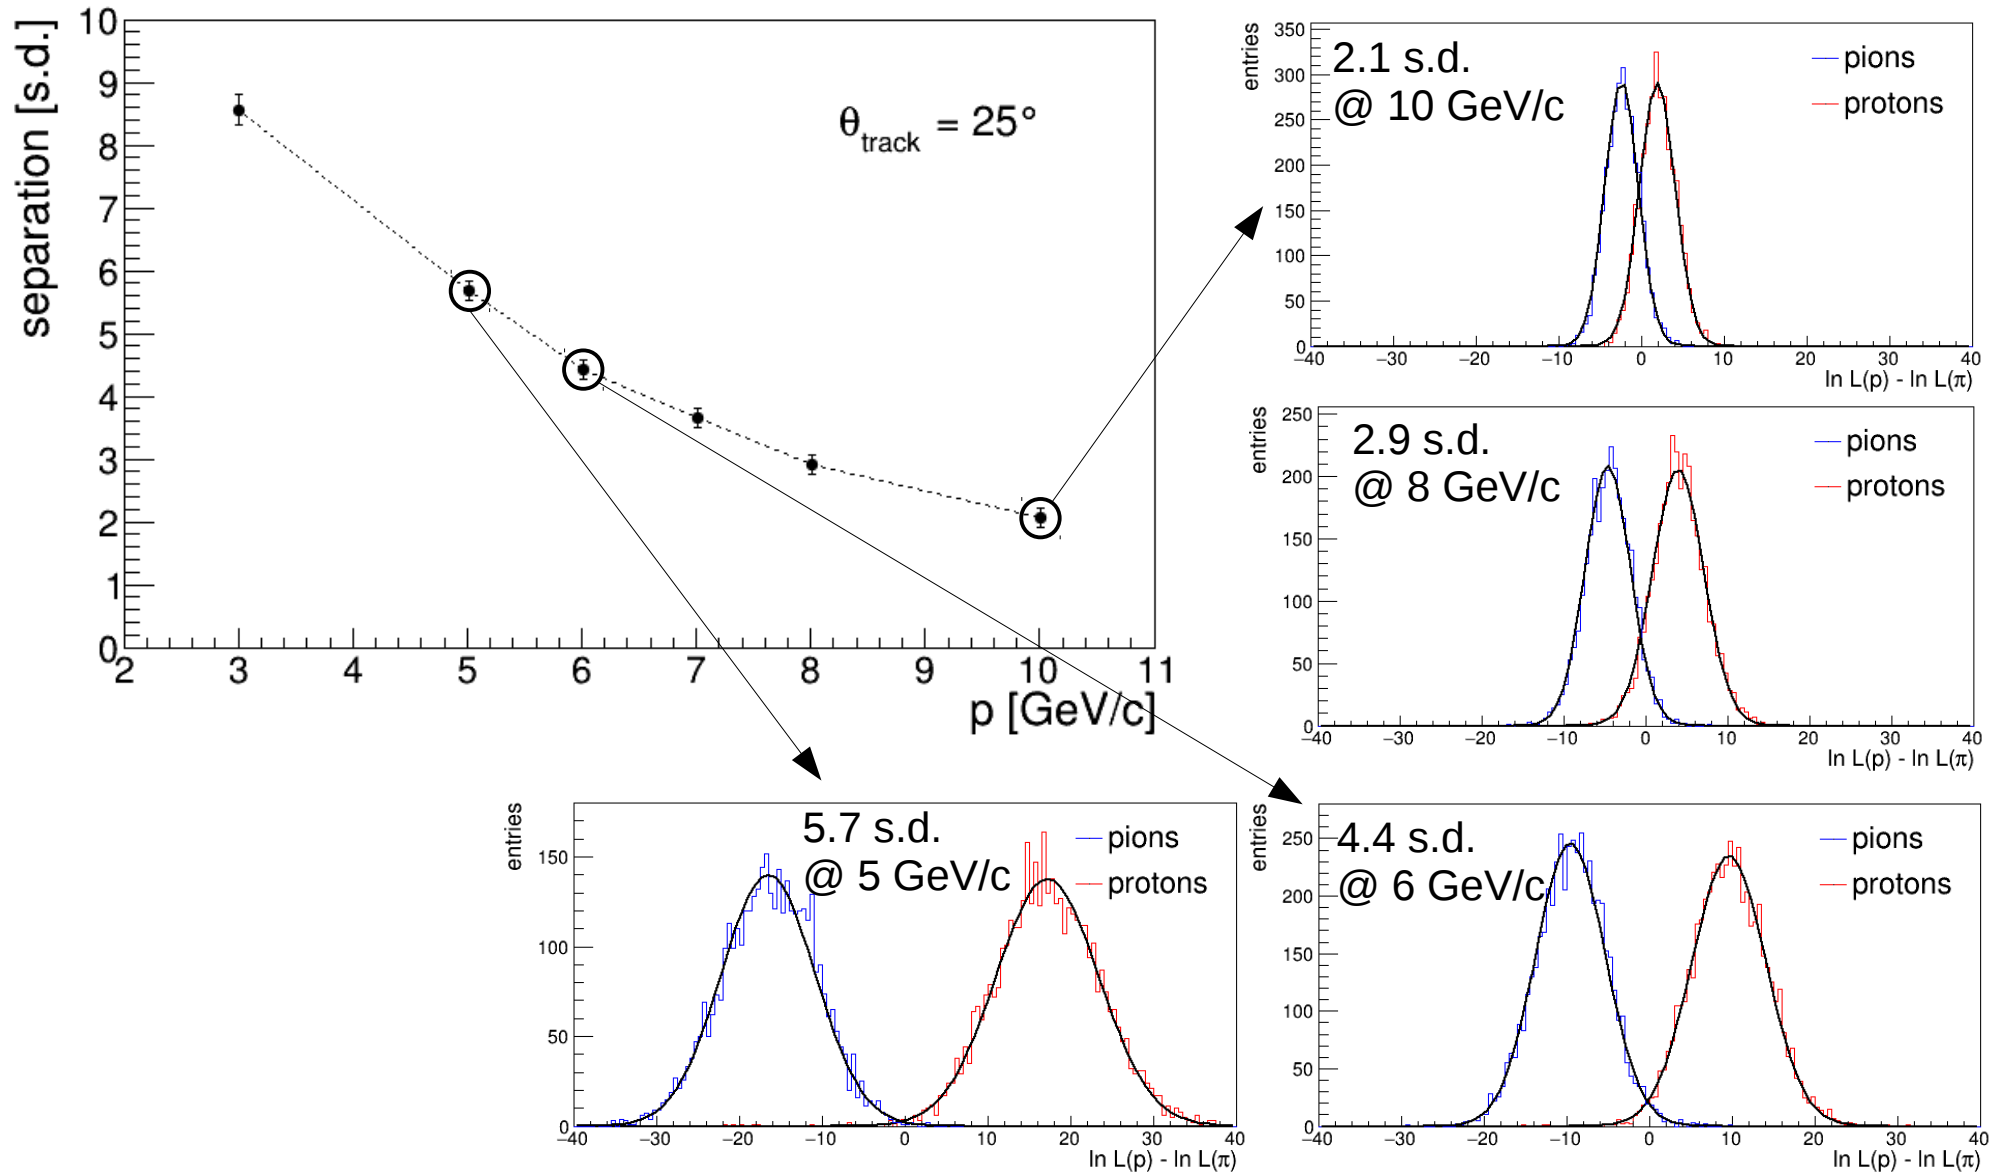 separation [s.d.]
10
9
8
7
6
5
4
3
2
1
0
2 3 4 5 6 7 8 9 10 11
p [GeV/c]
θtrack = 25°
entries
350
300
250
200
150
100
50
0
2.1 s.d.
@ 10 GeV/c
pions
protons
−40 −30 −20 −10 0 10 20 30 40
ln L(p) - ln L(π)
entries
250
200
150
100
50
0
2.9 s.d.
@ 8 GeV/c
pions
protons
−40 −30 −20 −10 0 10 20 30 40
ln L(p) - ln L(π)
entries
150
100
50
0
5.7 s.d.
@ 5 GeV/c
pions
protons
−40 −30 −20 −10 0 10 20 30 40
ln L(p) - ln L(π)
entries
250
200
150
100
50
0
4.4 s.d.
@ 6 GeV/c
pions
protons
−40 −30 −20 −10 0 10 20 30 40
ln L(p) - ln L(π)